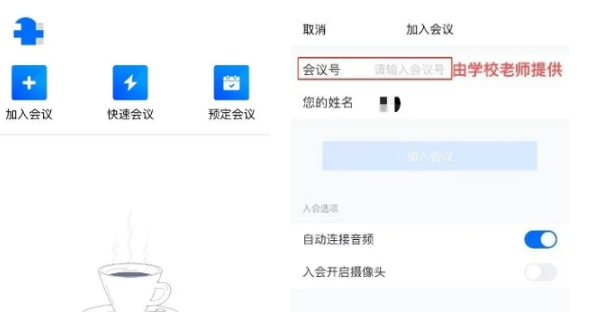 加入会议
快速会议
预定会议
取消
加入会议
会议号
请输入会议号
由学校老师提供
您的姓名
加入会议
入会选项
自动连接音频
入会开启摄像头